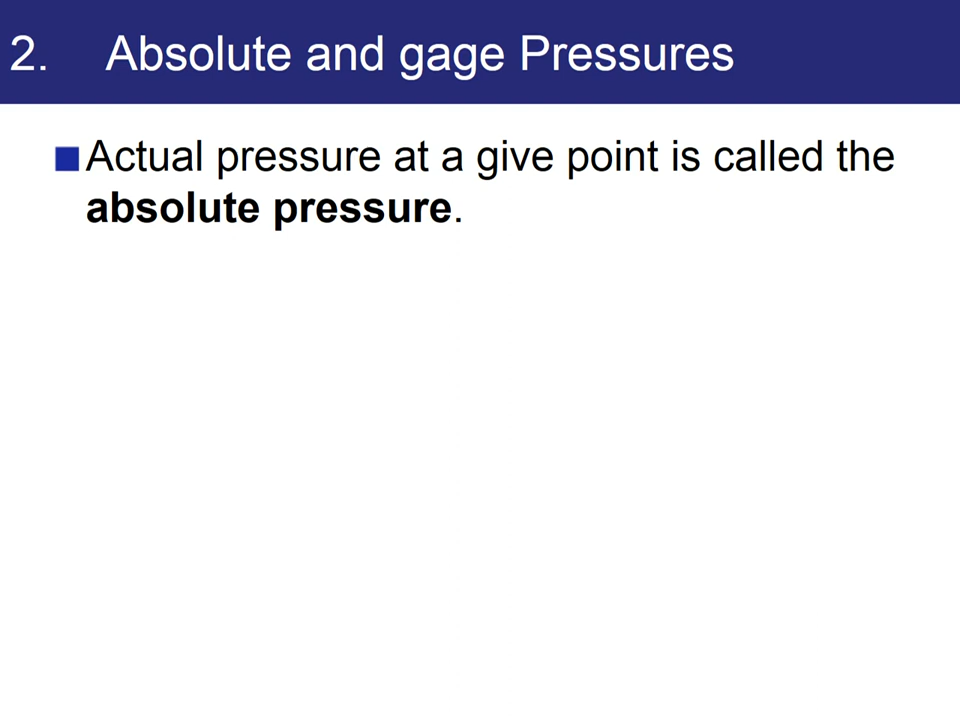 2. Absolute and gage Pressures
Actual pressure at a give point is called the
absolute pressure.